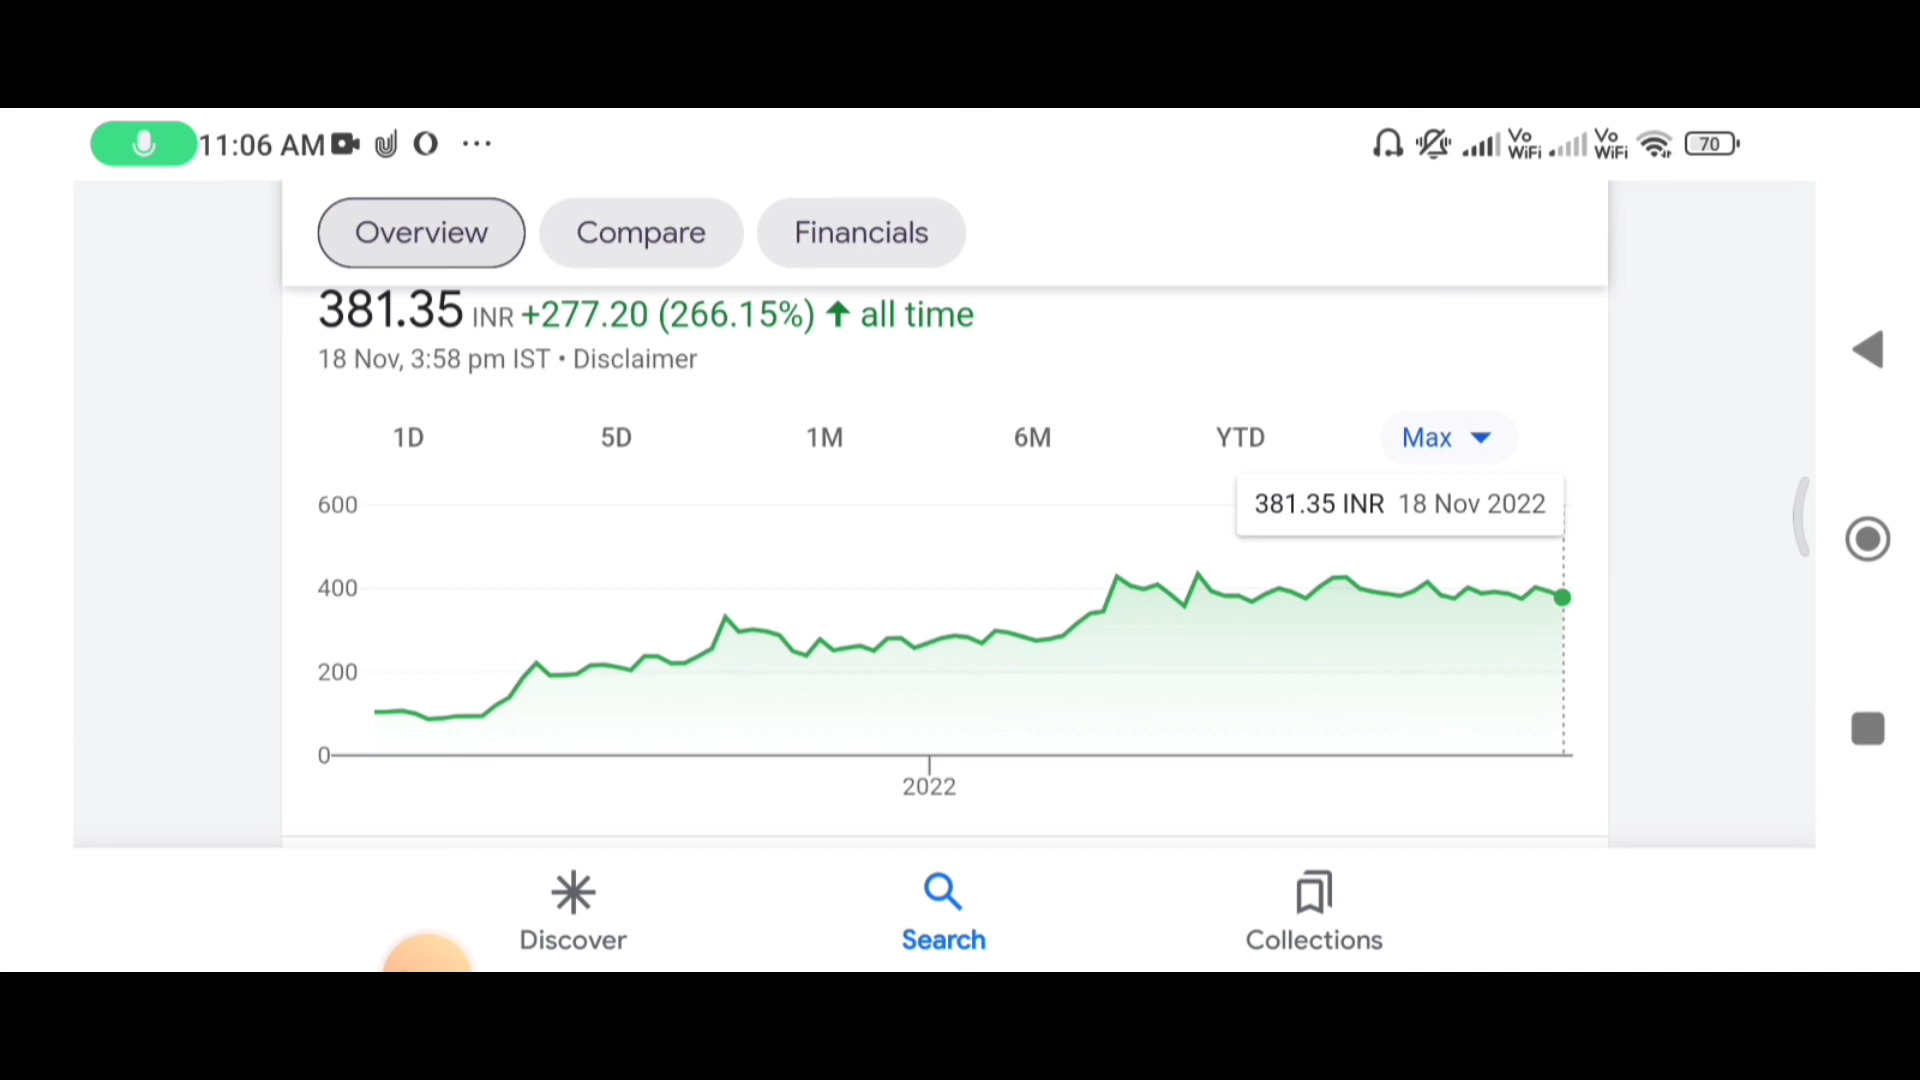 11:06 AM ...
Vo WiFi Vo WiFi 70
Overview Compare Financials
381.35 INR +277.20 (266.15%) ↑ all time
18 Nov, 3:58 pm IST • Disclaimer
1D 5D 1M 6M YTD Max
381.35 INR 18 Nov 2022
600
400
200
0
2022
Discover Search Collections